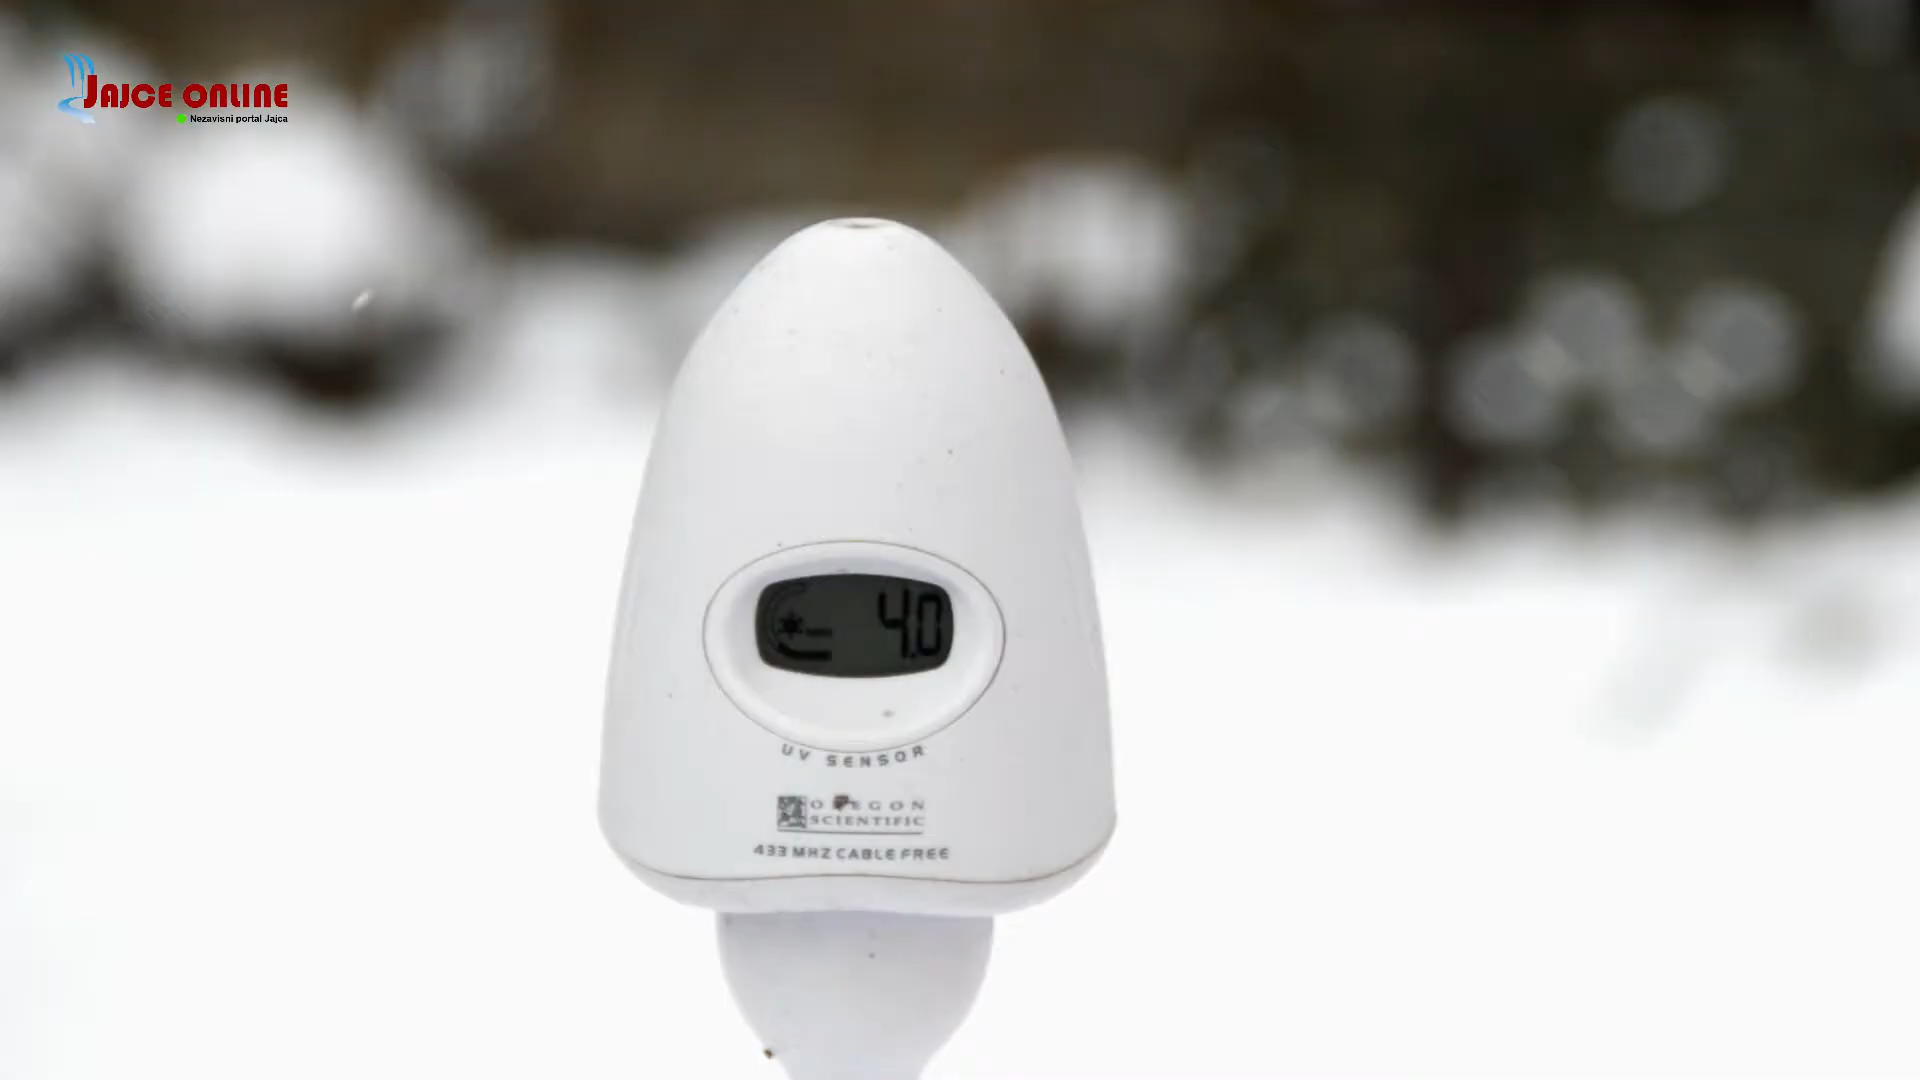 JAJCE ONLINE
Nezavisni portal Jajca
4.0
UV SENSOR
OREGON
SCIENTIFIC
433 MHZ CABLE FREE